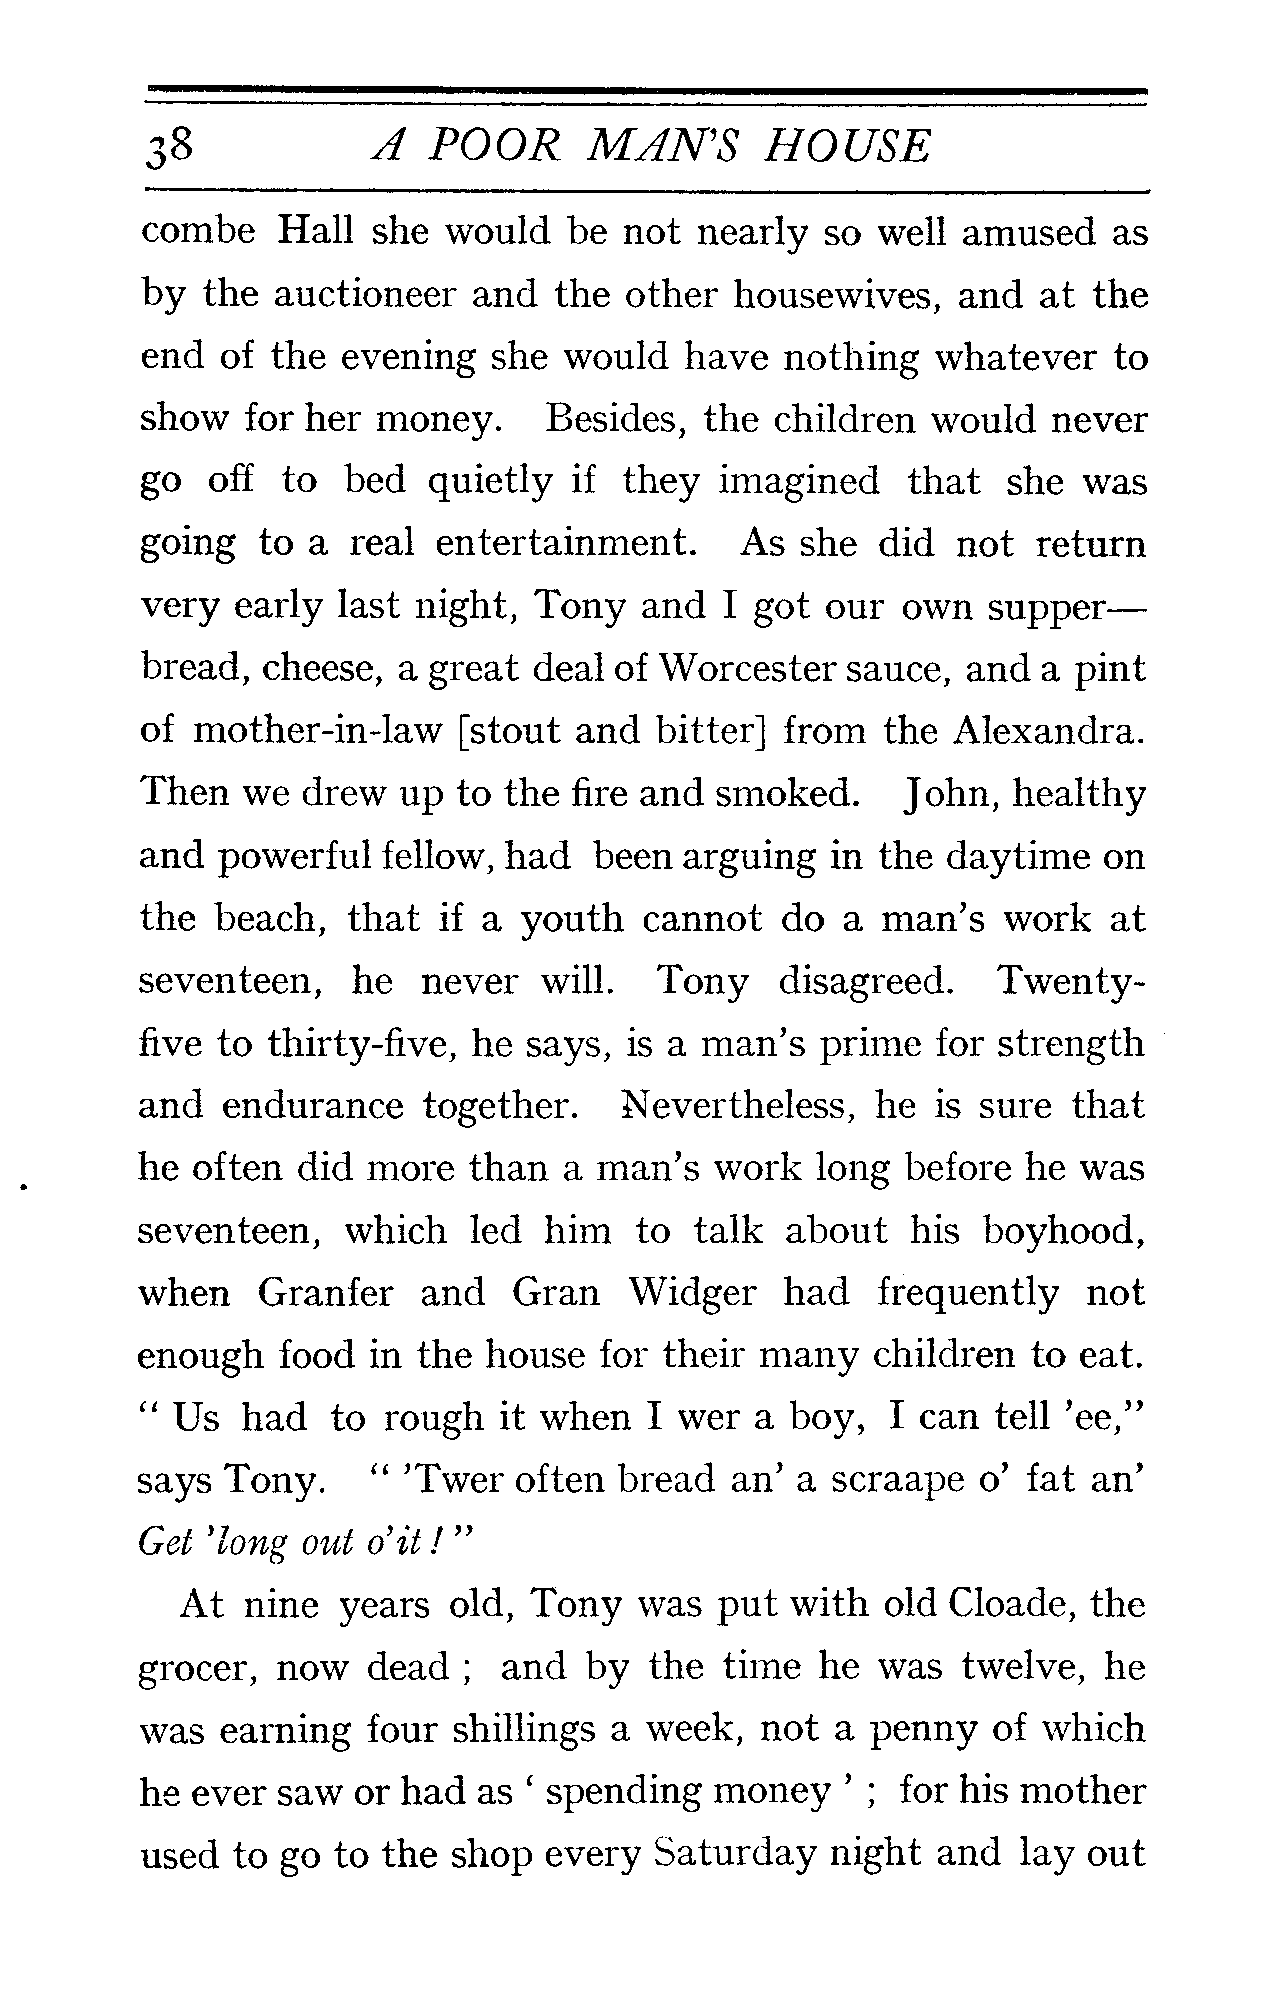 38 A POOR MAN'S HOUSE
combe Hall she would be not nearly so well amused as
by the auctioneer and the other housewives, and at the
end of the evening she would have nothing whatever to
show for her money. Besides, the children would never
go off to bed quietly if they imagined that she was
going to a real entertainment. As she did not return
very early last night, Tony and I got our own supper—
bread, cheese, a great deal of Worcester sauce, and a pint
of mother-in-law [stout and bitter] from the Alexandra.
Then we drew up to the fire and smoked. John, healthy
and powerful fellow, had been arguing in the daytime on
the beach, that if a youth cannot do a man's work at
seventeen, he never will. Tony disagreed. Twenty-
five to thirty-five, he says, is a man's prime for strength
and endurance together. Nevertheless, he is sure that
he often did more than a man's work long before he was
seventeen, which led him to talk about his boyhood,
when Granfer and Gran Widger had frequently not
enough food in the house for their many children to eat.
“ Us had to rough it when I wer a boy, I can tell 'ee,”
says Tony. “ 'Twer often bread an' a scraape o' fat an'
Get 'long out o'it ! ”
At nine years old, Tony was put with old Cloade, the
grocer, now dead ; and by the time he was twelve, he
was earning four shillings a week, not a penny of which
he ever saw or had as ‘ spending money ’ ; for his mother
used to go to the shop every Saturday night and lay out